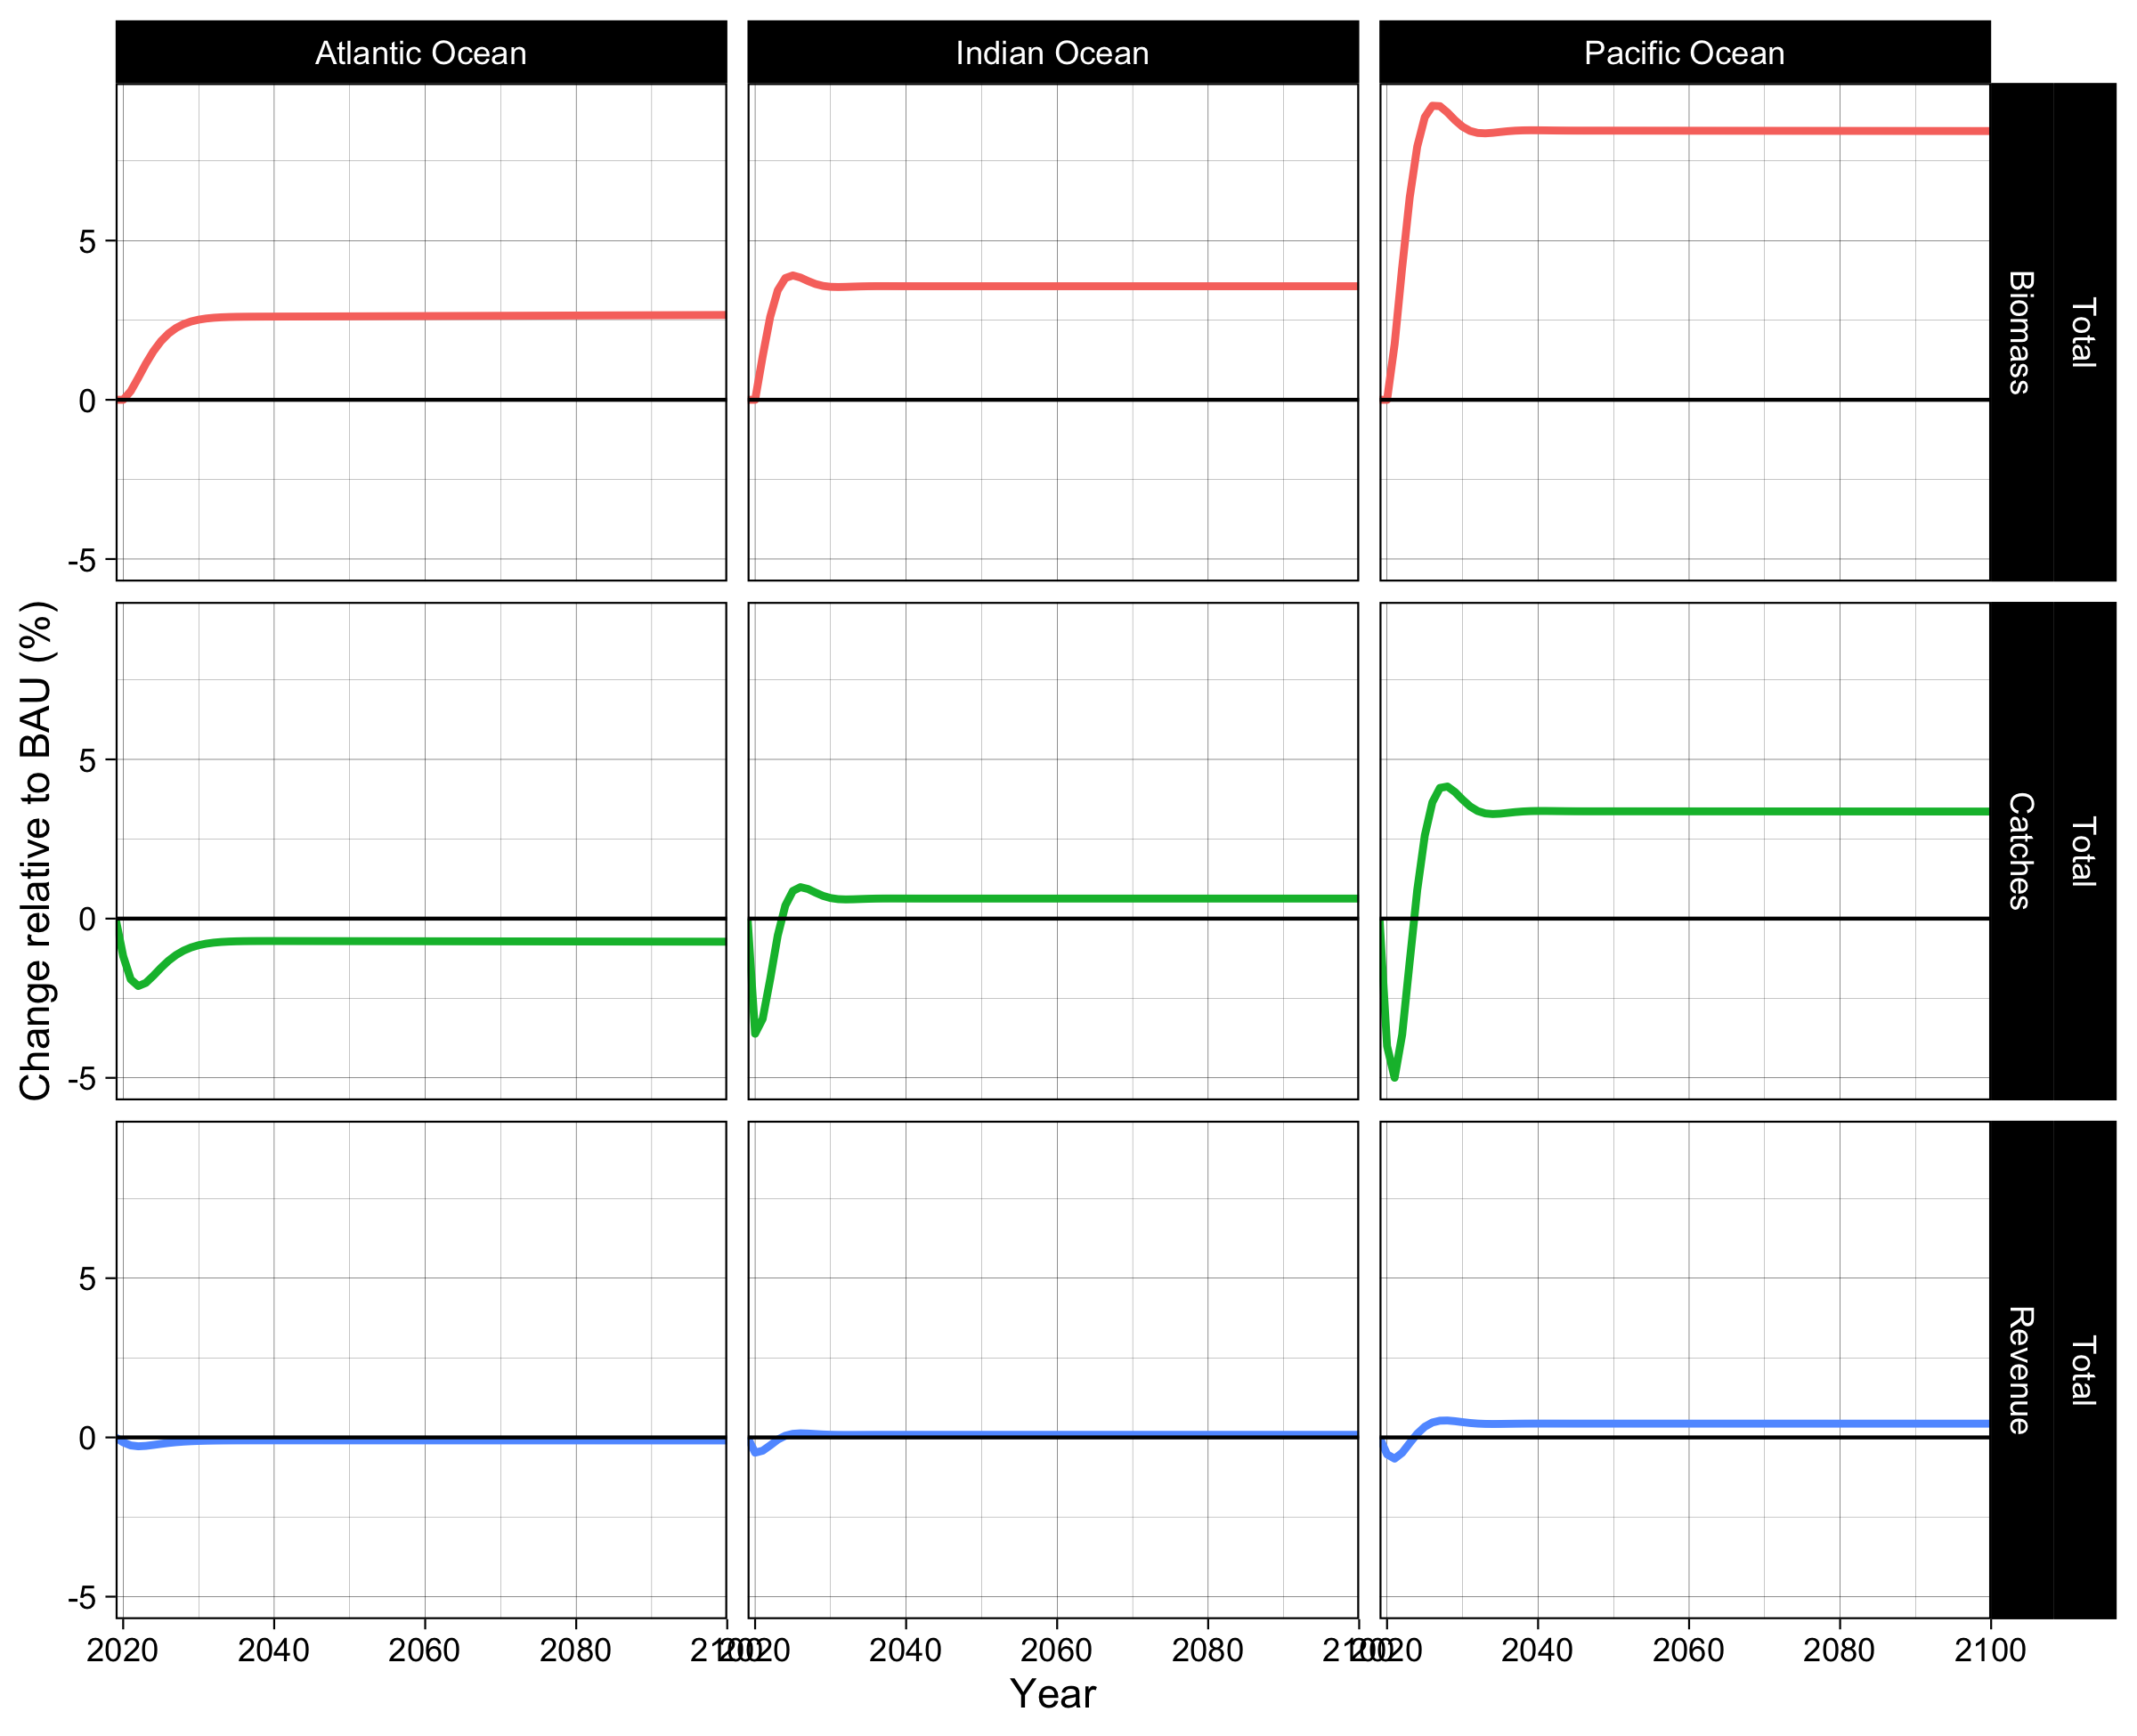 Atlantic Ocean
Indian Ocean
Pacific Ocean
Change relative to BAU (%)
5
0
-5
Total
Biomass
5
0
-5
Total
Catches
5
0
-5
Total
Revenue
2020
2040
2060
2080
2100
2020
2040
2060
2080
2100
2020
2040
2060
2080
2100
Year